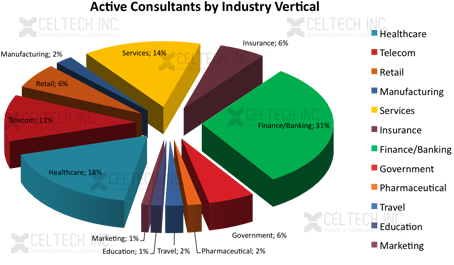 Active Consultants by Industry Vertical
CELTECH INC.
Services; 14%
Insurance; 6%
Manufacturing; 2%
Retail; 6%
Telecom; 11%
Finance/Banking; 31%
Healthcare; 18%
Government; 6%
Marketing; 1%
Education; 1%
Travel; 2%
Pharmaceutical; 2%
Healthcare
Telecom
Retail
Manufacturing
Services
Insurance
Finance/Banking
Government
Pharmaceutical
Travel
Education
Marketing
CELTECH INC.
CELTECH INC.